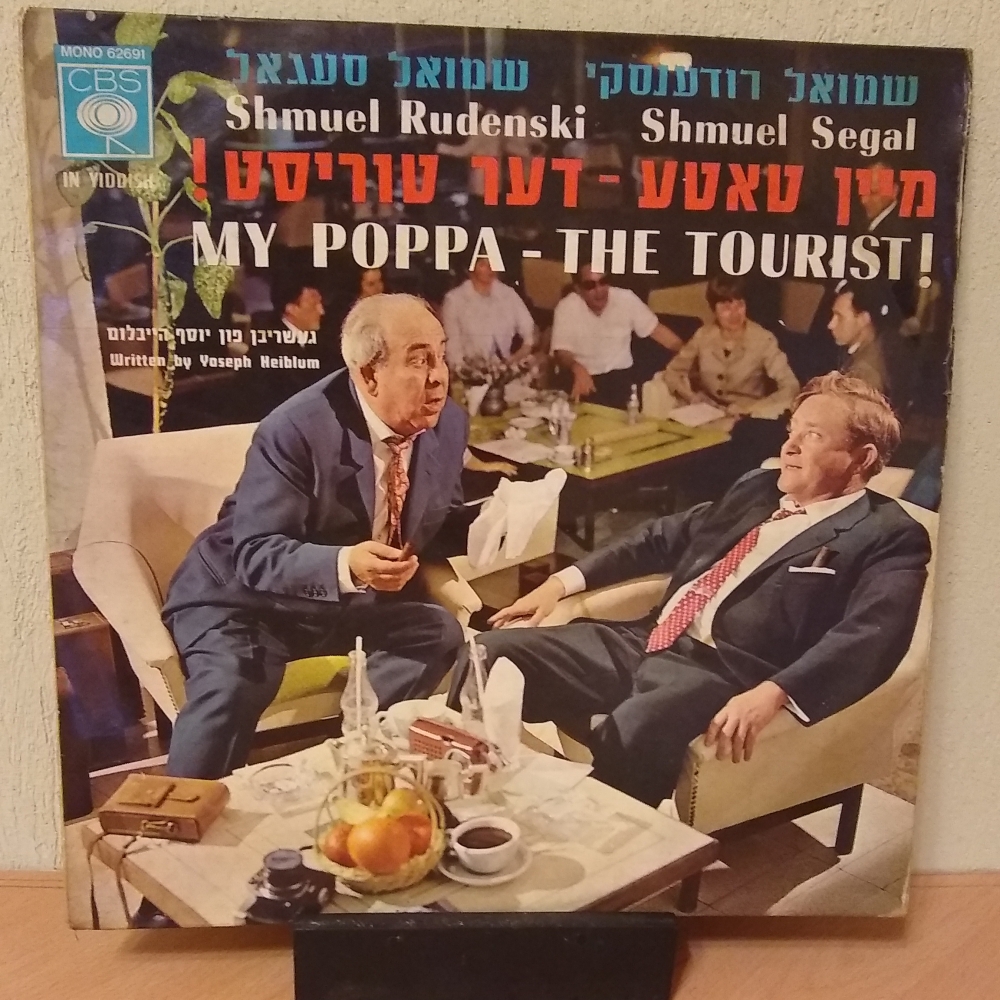 MONO 62691
CBS
IN YIDDISH
שמואל רודענסקי שמואל סעגאל
Shmuel Rudenski Shmuel Segal
מיין טאטע - דער טוריסט!
MY POPPA - THE TOURIST!
געשריבן פון יוסף הייבלום
Written by Yoseph Heiblum